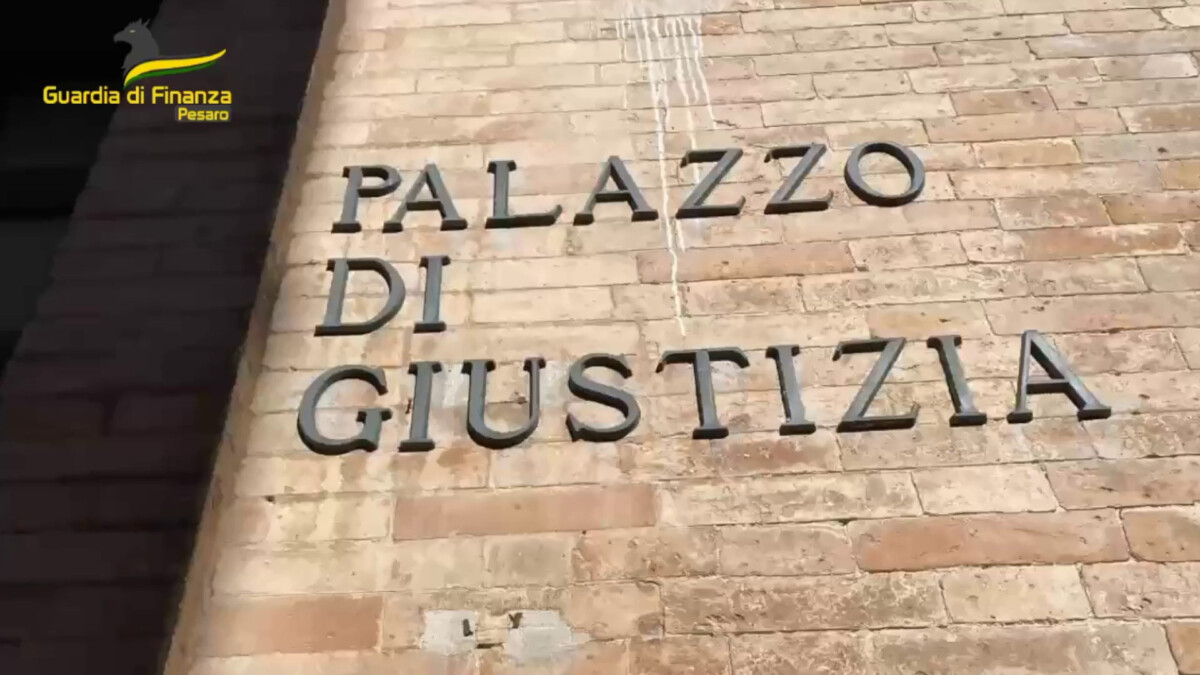 Guardia di Finanza
Pesaro
PALAZZO
DI
GIUSTIZIA